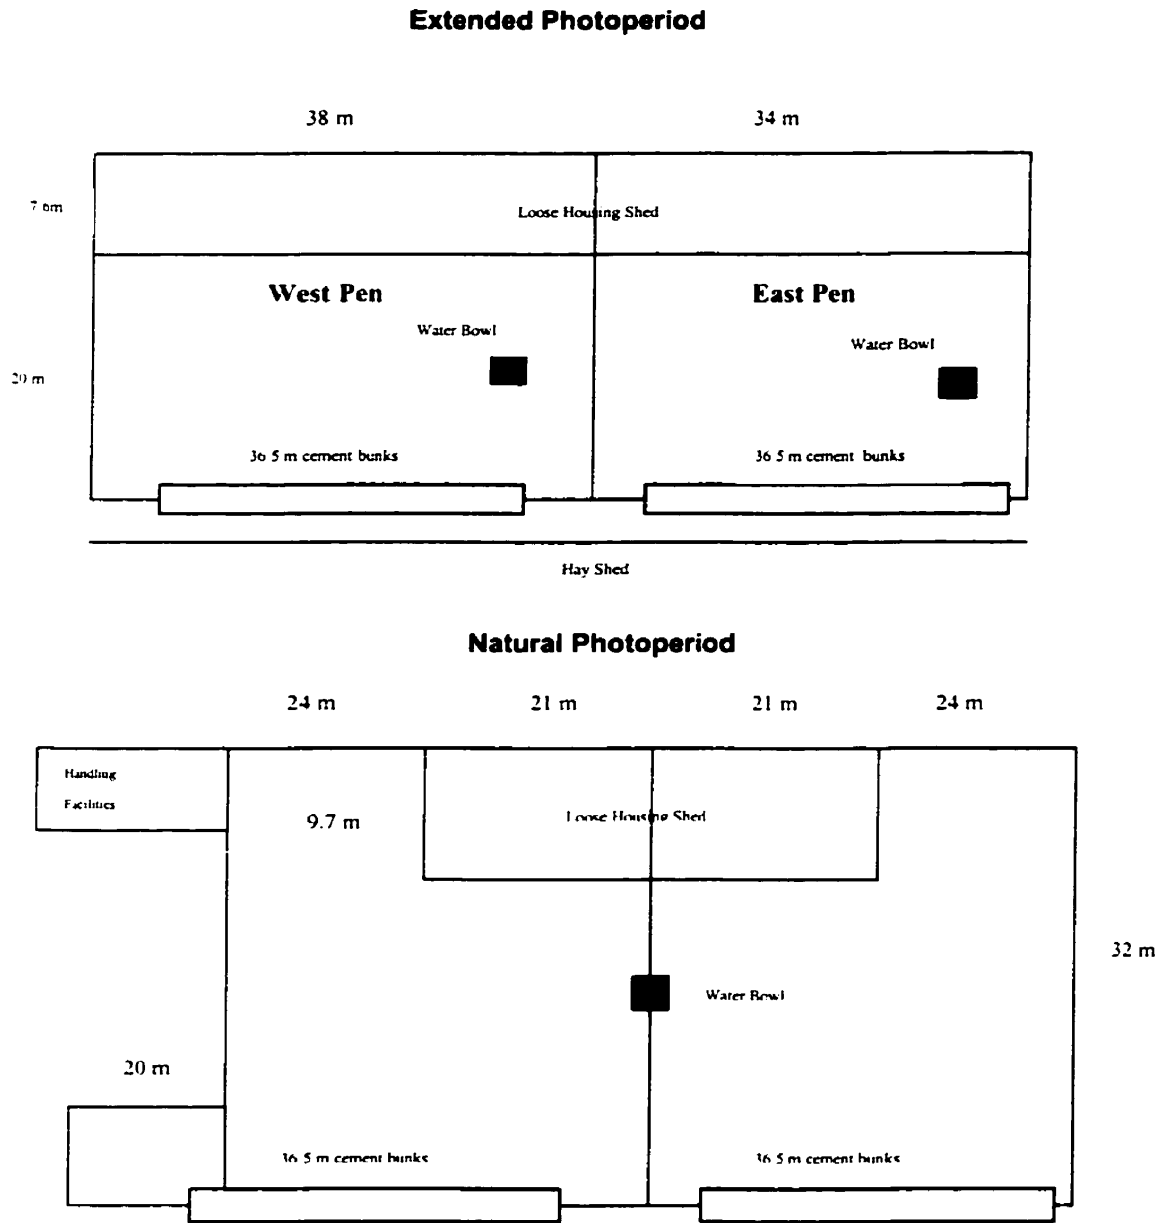 Extended Photoperiod
38 m
34 m
7.6m
Loose Housing Shed
West Pen
East Pen
Water Bowl
Water Bowl
20 m
36.5 m cement bunks
36.5 m cement bunks
Hay Shed
Natural Photoperiod
24 m
21 m
21 m
24 m
Handling
Facilities
9.7 m
Loose Housing Shed
32 m
Water Bowl
20 m
36.5 m cement bunks
36.5 m cement bunks